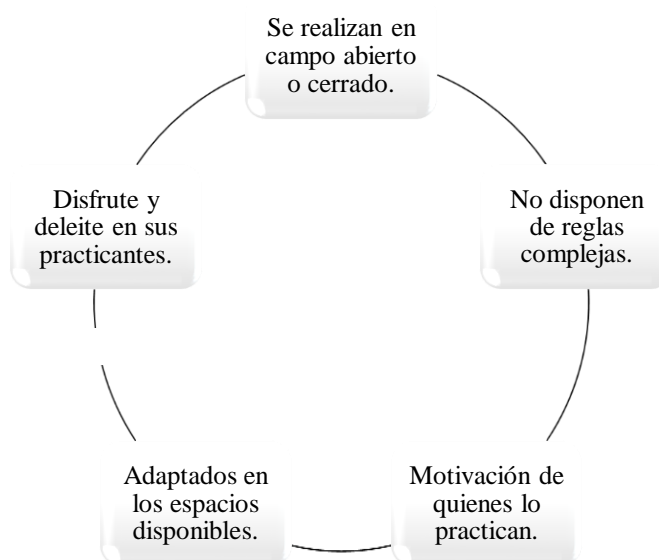 Se realizan en
campo abierto
o cerrado.
No disponen
de reglas
complejas.
Motivación de
quienes lo
practican.
Adaptados en
los espacios
disponibles.
Disfrute y
deleite en sus
practicantes.